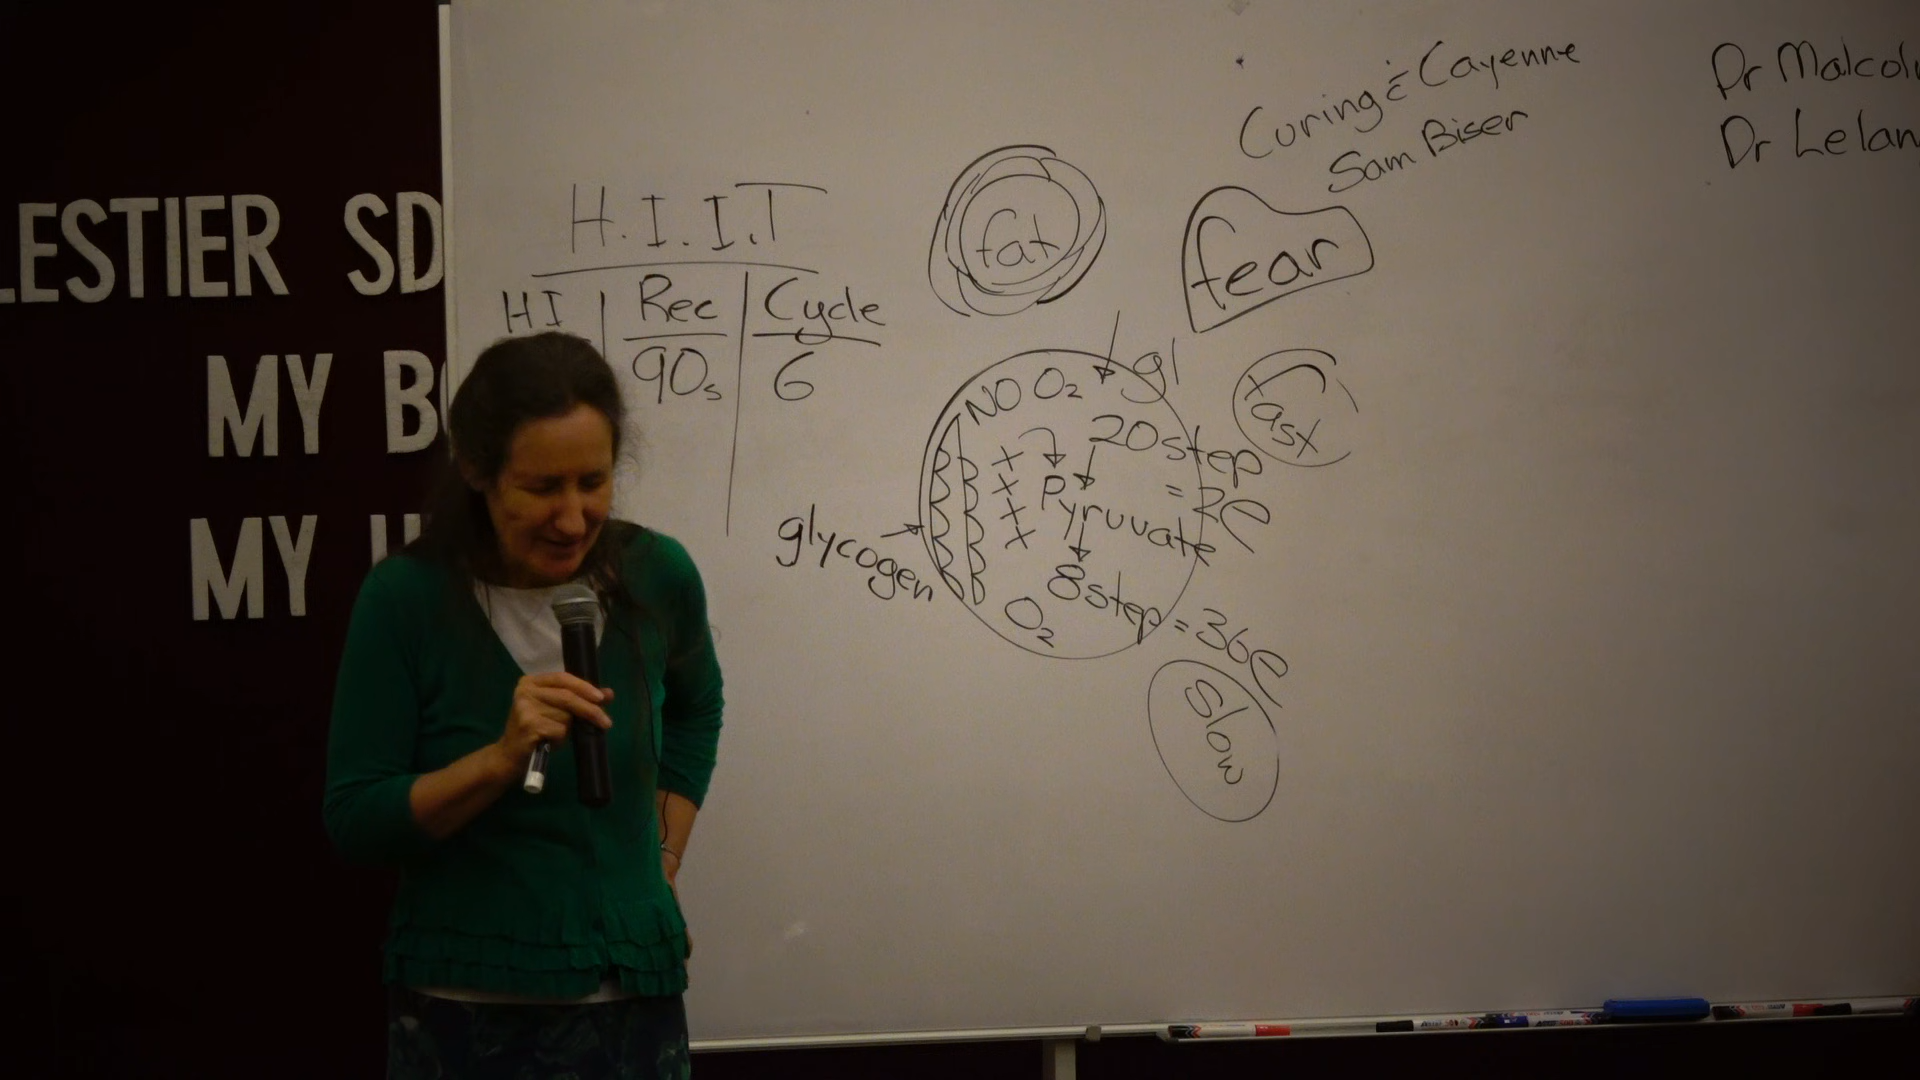 LESTIER SD
MY B
MY
H.I.I.T
HI Rec Cycle
90s 6
fat
fear
Curing c̄ Cayenne
Sam Biser
Dr Malcol
Dr Lelan
NO O2
gl
20step
= 2e
Pyruvate
glycogen
O2
8step = 36e
fast
Slow